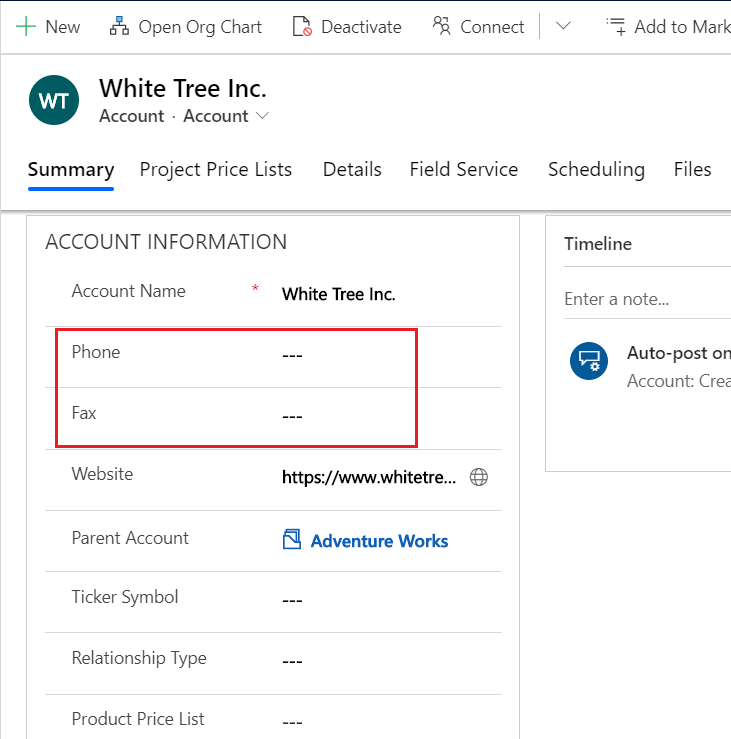 New Open Org Chart Deactivate Connect Add to Mark
WT
White Tree Inc.
Account · Account
Summary Project Price Lists Details Field Service Scheduling Files
ACCOUNT INFORMATION
Account Name * White Tree Inc.
Phone ---
Fax ---
Website https://www.whitetre...
Parent Account Adventure Works
Ticker Symbol ---
Relationship Type ---
Product Price List ---
Timeline
Enter a note...
Auto-post on
Account: Crea